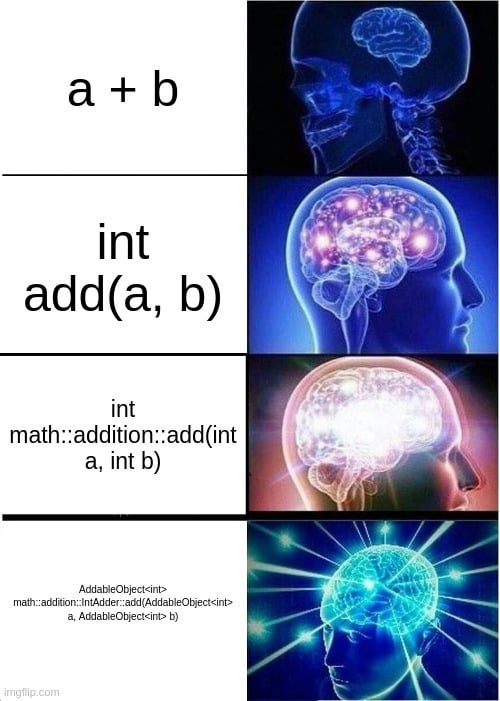 a + b
int
add(a, b)
int
math::addition::add(int
a, int b)
AddableObject<int>
math::addition::IntAdder::add(AddableObject<int>
a, AddableObject<int> b)
imgflip.com